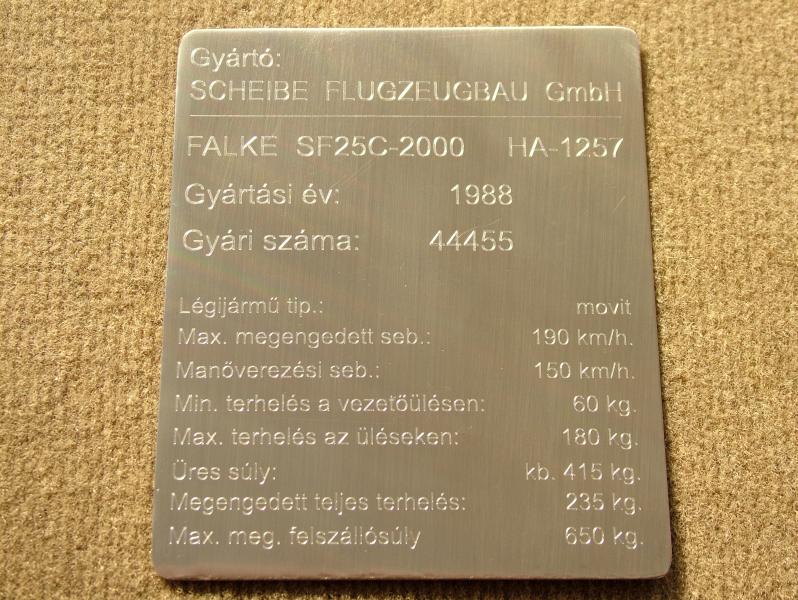 Gyártó:
SCHEIBE FLUGZEUGBAU GmbH
FALKE SF25C-2000 HA-1257
Gyártási év: 1988
Gyári száma: 44455
Légijármű tip.: movit
Max. megengedett seb.: 190 km/h.
Manőverezési seb.: 150 km/h.
Min. terhelés a vezetőülésen: 60 kg.
Max. terhelés az üléseken: 180 kg.
Üres súly: kb. 415 kg.
Megengedett teljes terhelés: 235 kg.
Max. meg. felszállósúly 650 kg.